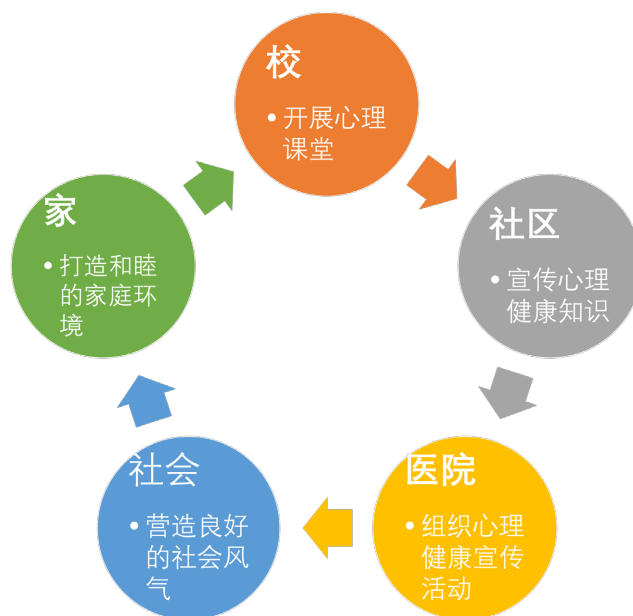 校
• 开展心理
课堂
社区
• 宣传心理
健康知识
医院
• 组织心理
健康宣传
活动
社会
• 营造良好
的社会风
气
家
• 打造和睦
的家庭环
境